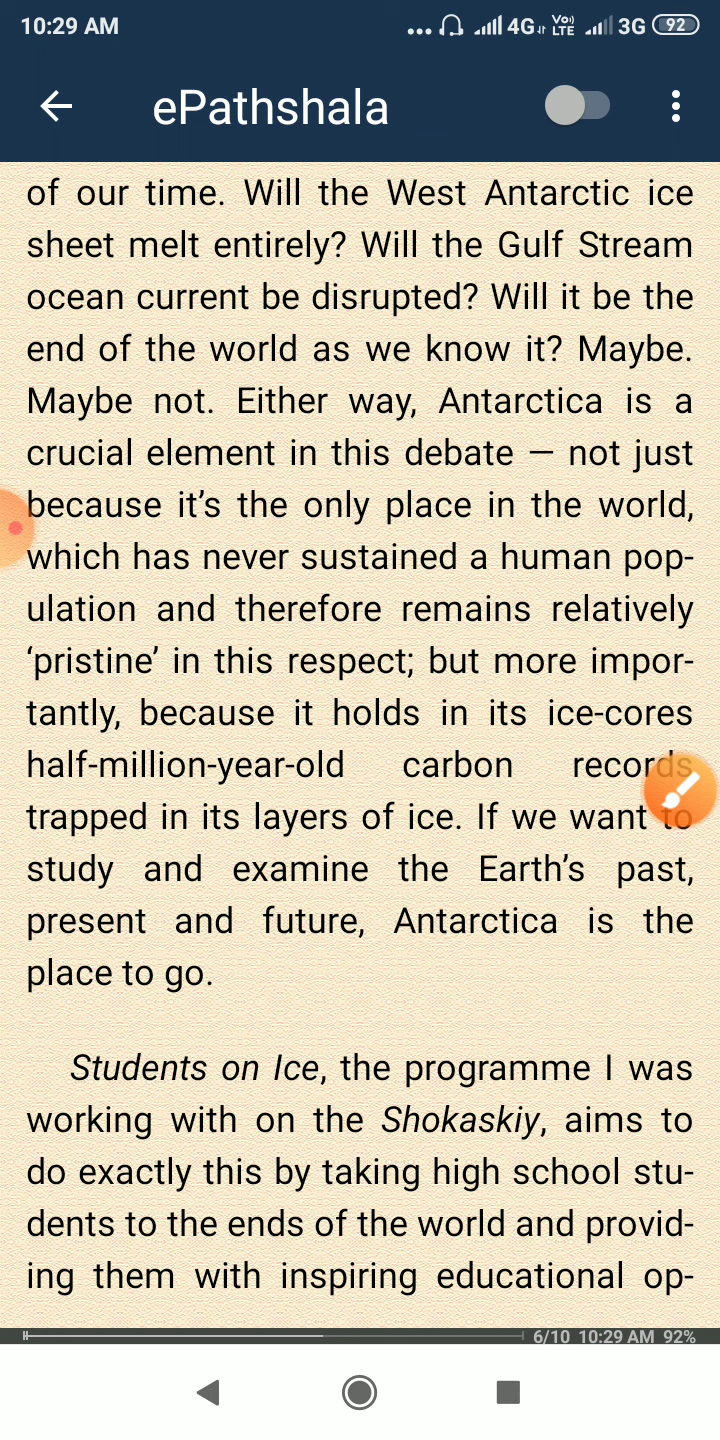 10:29 AM
... 4G Vo) LTE 3G 92
ePathshala
of our time. Will the West Antarctic ice
sheet melt entirely? Will the Gulf Stream
ocean current be disrupted? Will it be the
end of the world as we know it? Maybe.
Maybe not. Either way, Antarctica is a
crucial element in this debate — not just
because it’s the only place in the world,
which has never sustained a human pop-
ulation and therefore remains relatively
‘pristine’ in this respect; but more impor-
tantly, because it holds in its ice-cores
half-million-year-old carbon records
trapped in its layers of ice. If we want to
study and examine the Earth’s past,
present and future, Antarctica is the
place to go.
Students on Ice, the programme I was
working with on the Shokaskiy, aims to
do exactly this by taking high school stu-
dents to the ends of the world and provid-
ing them with inspiring educational op-
6/10 10:29 AM 92%